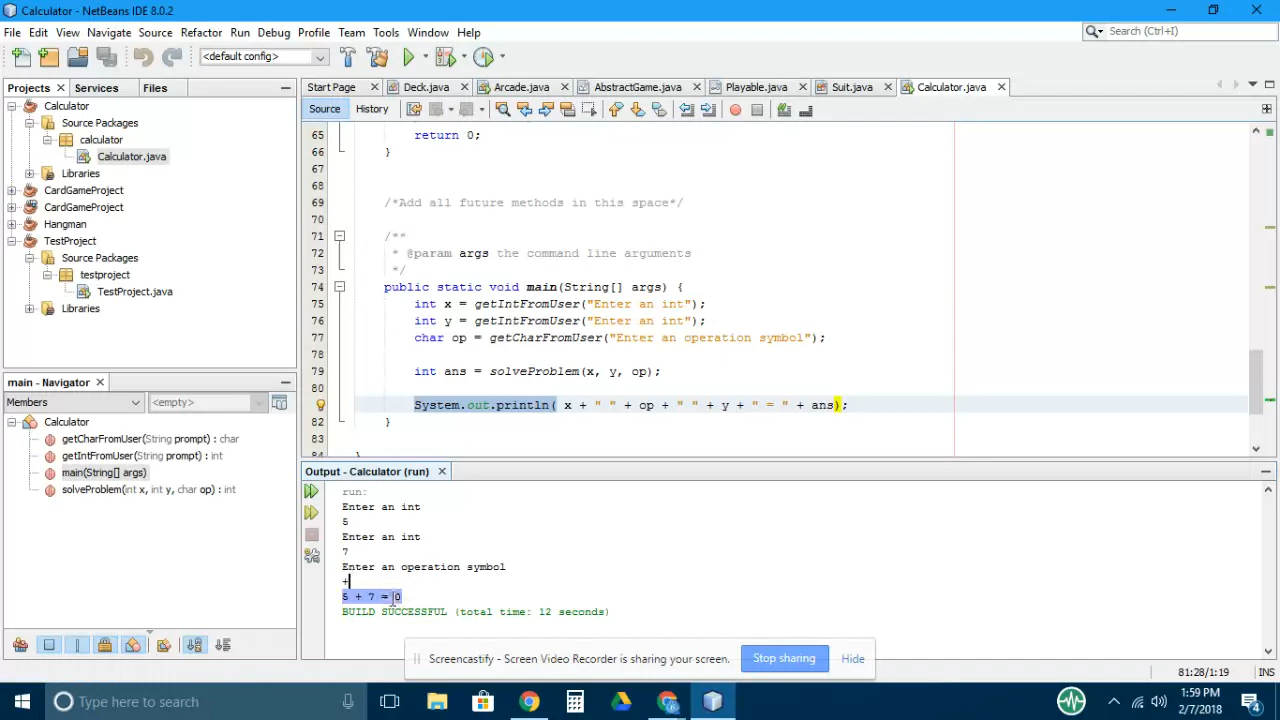 Calculator - NetBeans IDE 8.0.2
File Edit View Navigate Source Refactor Run Debug Profile Team Tools Window Help
Search (Ctrl+I)
<default config>
Projects Services Files
Start Page Deck.java Arcade.java AbstractGame.java Playable.java Suit.java Calculator.java
Source History
Calculator
Source Packages
calculator
Calculator.java
Libraries
CardGameProject
CardGameProject
Hangman
TestProject
Source Packages
testproject
TestProject.java
Libraries
65 return 0;
66 }
67
68
69 /*Add all future methods in this space*/
70
71 /**
72 * @param args the command line arguments
73 */
74 public static void main(String[] args) {
75 int x = getIntFromUser("Enter an int");
76 int y = getIntFromUser("Enter an int");
77 char op = getCharFromUser("Enter an operation symbol");
78
79 int ans = solveProblem(x, y, op);
80
System.out.println( x + " " + op + " " + y + " = " + ans);
82 }
83
84 }
main - Navigator
Members <empty>
Calculator
getCharFromUser(String prompt) : char
getIntFromUser(String prompt) : int
main(String[] args)
solveProblem(int x, int y, char op) : int
Output - Calculator (run)
run:
Enter an int
5
Enter an int
7
Enter an operation symbol
+
5 + 7 = 0
BUILD SUCCESSFUL (total time: 12 seconds)
Screencastify - Screen Video Recorder is sharing your screen. Stop sharing Hide
81:28/1:19 INS
Type here to search
1:59 PM
2/7/2018
4